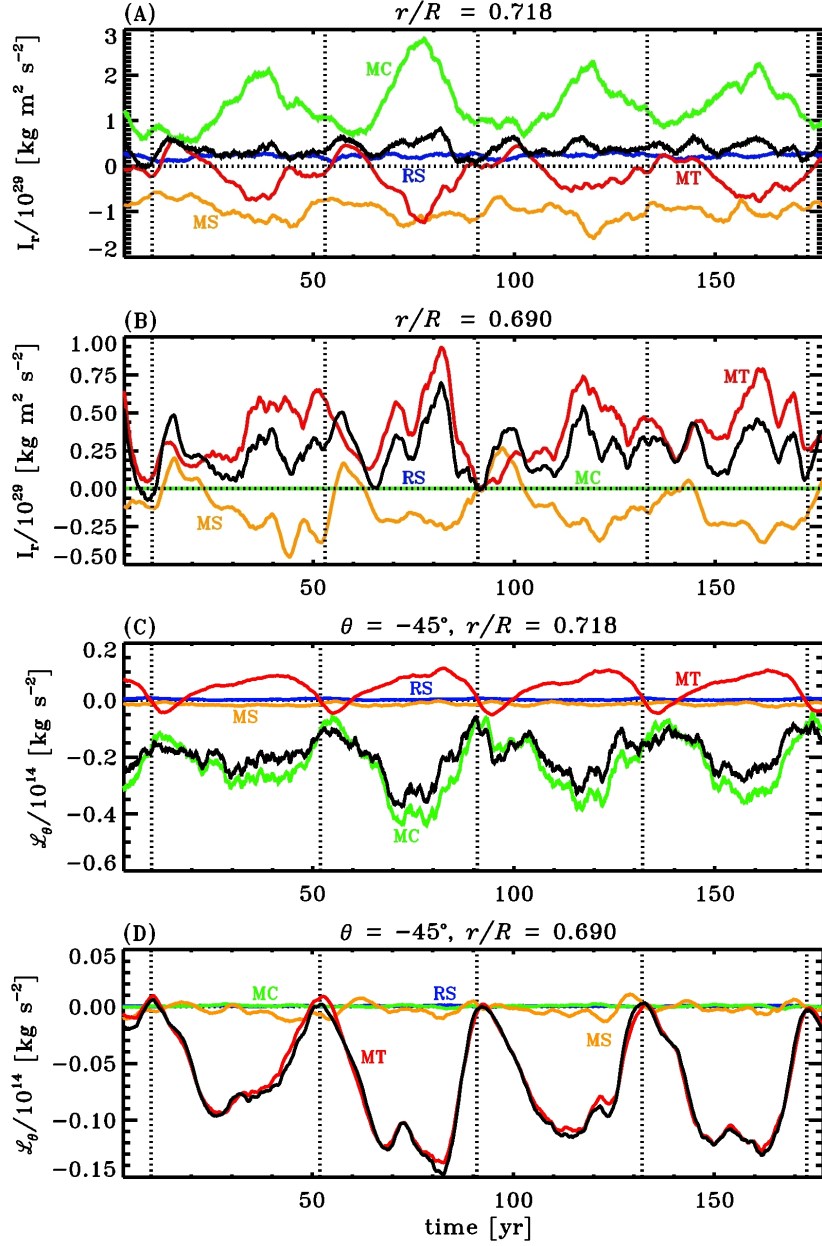 (A) r/R = 0.718
3
2
1
0
-1
-2
I_r/10^29 [kg m² s⁻²]
MC
RS
MT
MS
50 100 150
(B) r/R = 0.690
1.00
0.75
0.50
0.25
0.00
-0.25
-0.50
I_r/10^29 [kg m² s⁻²]
MT
RS
MC
MS
50 100 150
(C) θ = -45°, r/R = 0.718
0.2
0.0
-0.2
-0.4
-0.6
ℒ_θ/10^14 [kg s⁻²]
MT
RS
MS
MC
50 100 150
(D) θ = -45°, r/R = 0.690
0.05
0.00
-0.05
-0.10
-0.15
ℒ_θ/10^14 [kg s⁻²]
MC
RS
MT
MS
50 100 150
time [yr]